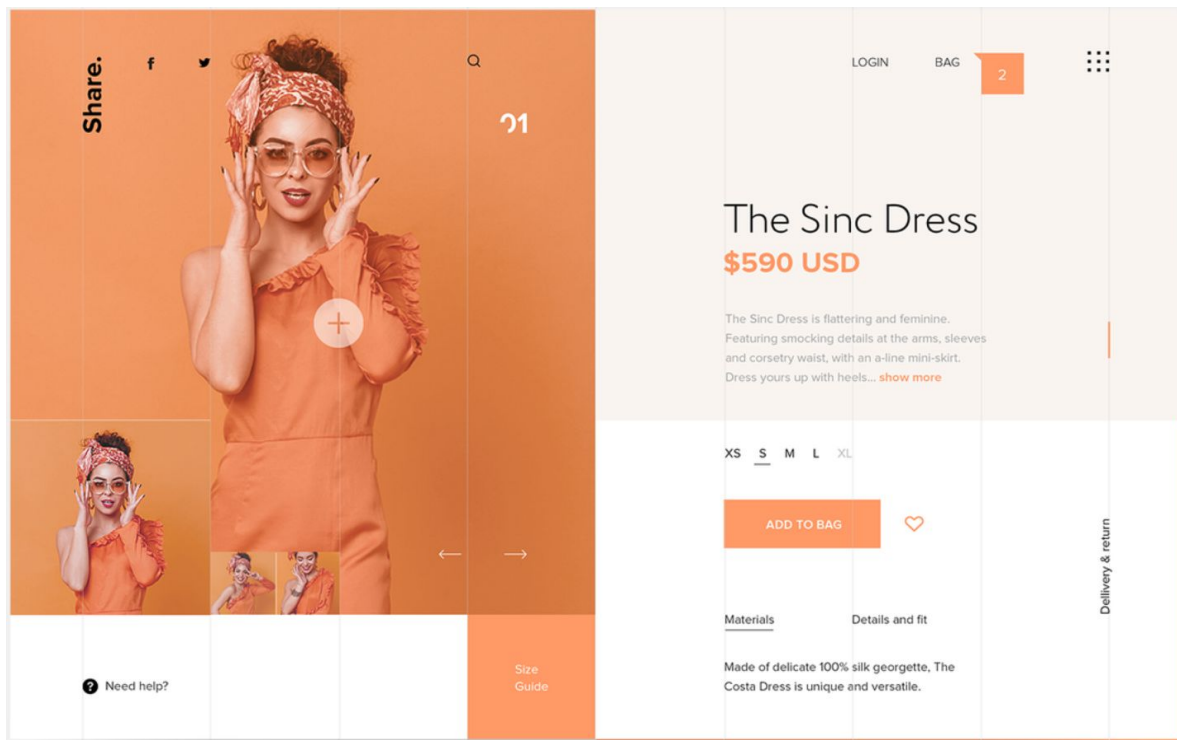 Share.
01
LOGIN
BAG
2
The Sinc Dress
$590 USD
The Sinc Dress is flattering and feminine.
Featuring smocking details at the arms, sleeves
and corsetry waist, with an a-line mini-skirt.
Dress yours up with heels... show more
XS S M L XL
ADD TO BAG
Dellivery & return
Materials
Details and fit
Made of delicate 100% silk georgette, The
Costa Dress is unique and versatile.
? Need help?
Size
Guide